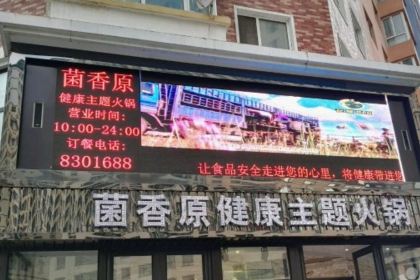 菌香原
健康主题火锅
营业时间:
10:00-24:00
订餐电话:
8301688
让食品安全走进您的心里，将健康带进您
菌香原健康主题火锅